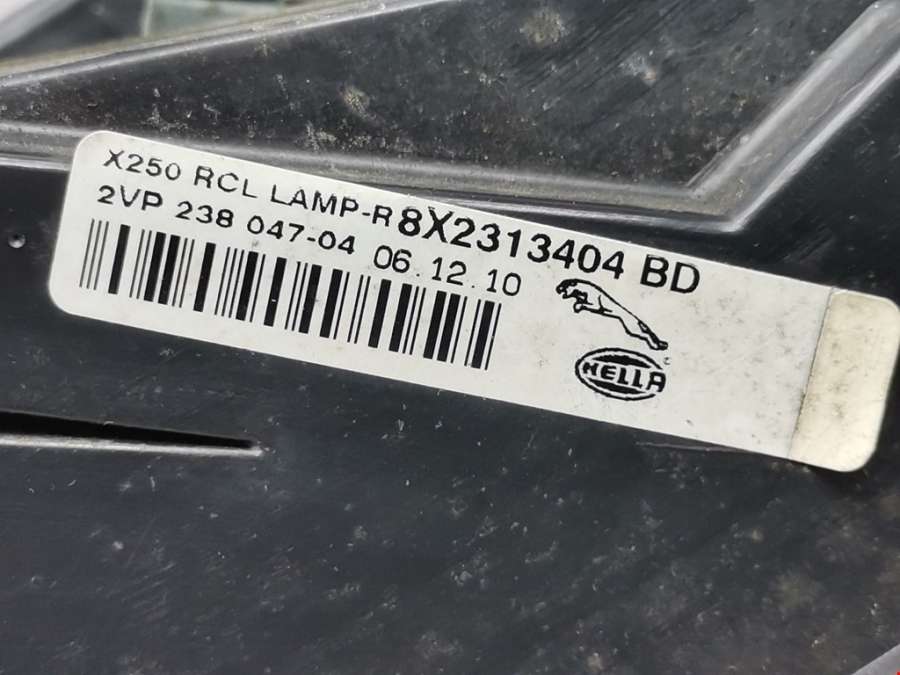 X250 RCL LAMP-R 8X2313404 BD
2VP 238 047-04 06.12.10
HELLA